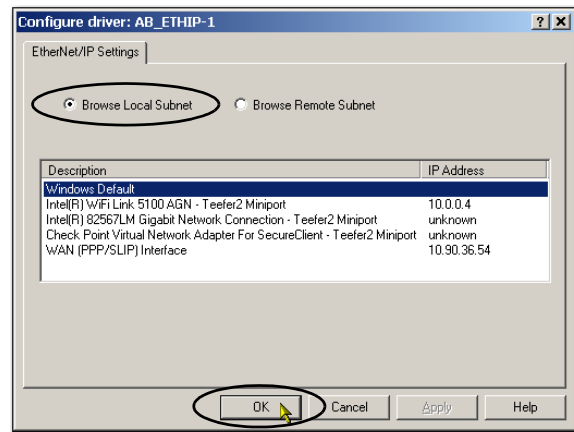 Configure driver: AB_ETHIP-1
EtherNet/IP Settings
Browse Local Subnet Browse Remote Subnet
Description IP Address
Windows Default
Intel(R) WiFi Link 5100 AGN - Teefer2 Miniport 10.0.0.4
Intel(R) 82567LM Gigabit Network Connection - Teefer2 Miniport unknown
Check Point Virtual Network Adapter For SecureClient - Teefer2 Miniport unknown
WAN (PPP/SLIP) Interface 10.90.36.54
OK Cancel Apply Help